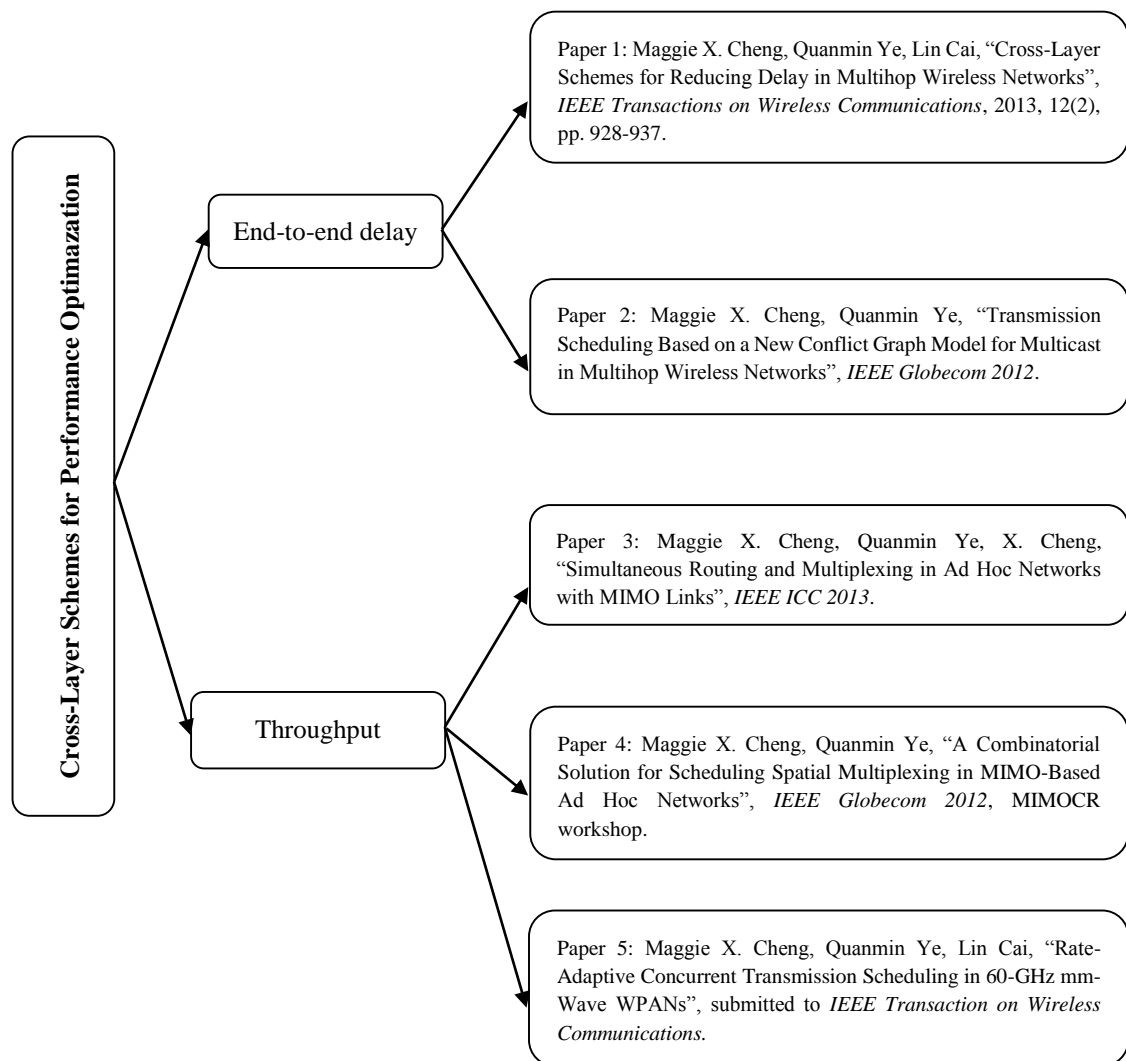 Cross-Layer Schemes for Performance Optimazation
End-to-end delay
Throughput
Paper 1: Maggie X. Cheng, Quanmin Ye, Lin Cai, “Cross-Layer
Schemes for Reducing Delay in Multihop Wireless Networks”,
IEEE Transactions on Wireless Communications, 2013, 12(2),
pp. 928-937.
Paper 2: Maggie X. Cheng, Quanmin Ye, “Transmission
Scheduling Based on a New Conflict Graph Model for Multicast
in Multihop Wireless Networks”, IEEE Globecom 2012.
Paper 3: Maggie X. Cheng, Quanmin Ye, X. Cheng,
“Simultaneous Routing and Multiplexing in Ad Hoc Networks
with MIMO Links”, IEEE ICC 2013.
Paper 4: Maggie X. Cheng, Quanmin Ye, “A Combinatorial
Solution for Scheduling Spatial Multiplexing in MIMO-Based
Ad Hoc Networks”, IEEE Globecom 2012, MIMOCR
workshop.
Paper 5: Maggie X. Cheng, Quanmin Ye, Lin Cai, “Rate-
Adaptive Concurrent Transmission Scheduling in 60-GHz mm-
Wave WPANs”, submitted to IEEE Transaction on Wireless
Communications.